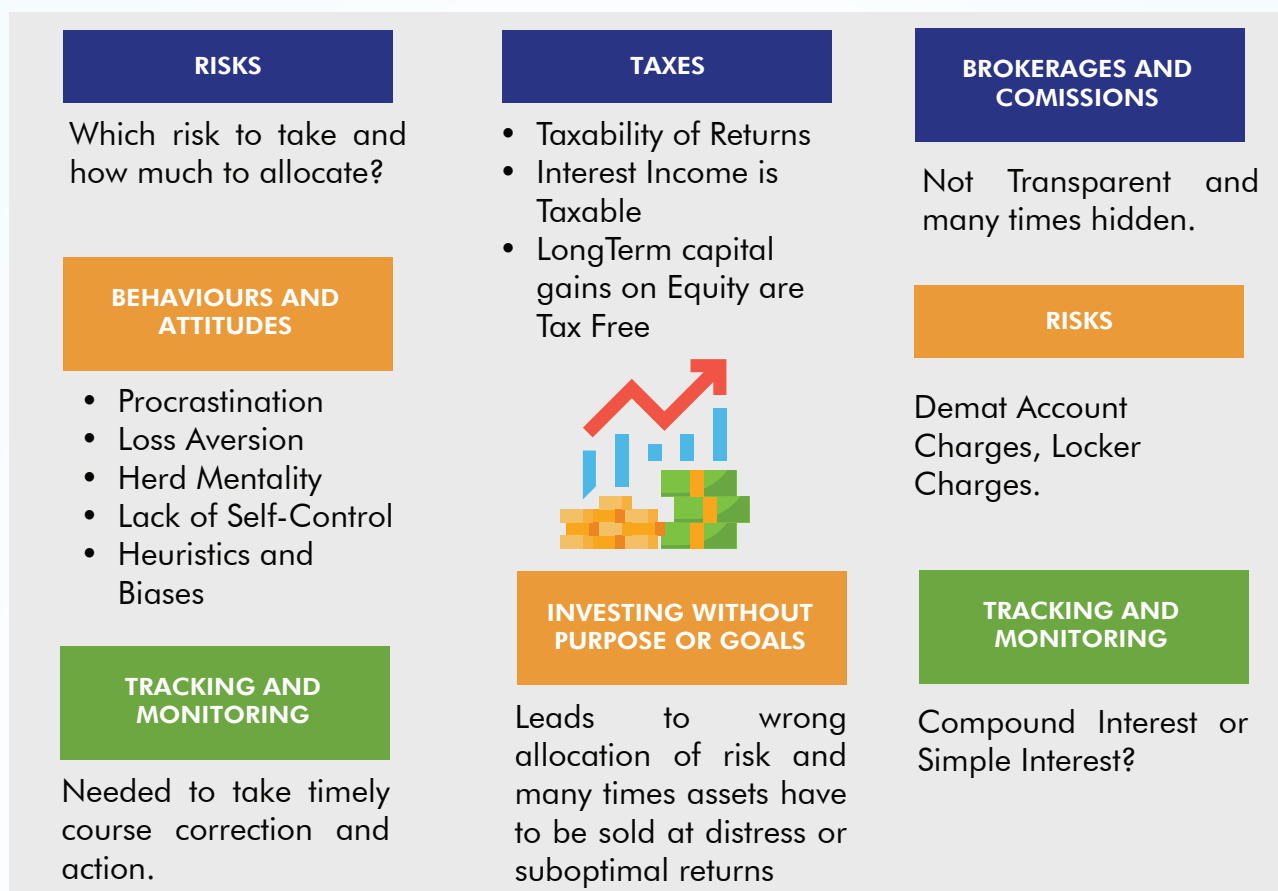 RISKS
Which risk to take and
how much to allocate?
BEHAVIOURS AND
ATTITUDES
• Procrastination
• Loss Aversion
• Herd Mentality
• Lack of Self-Control
• Heuristics and
Biases
TRACKING AND
MONITORING
Needed to take timely
course correction and
action.
TAXES
• Taxability of Returns
• Interest Income is
Taxable
• LongTerm capital
gains on Equity are
Tax Free
INVESTING WITHOUT
PURPOSE OR GOALS
Leads to wrong
allocation of risk and
many times assets have
to be sold at distress or
suboptimal returns
BROKERAGES AND
COMISSIONS
Not Transparent and
many times hidden.
RISKS
Demat Account
Charges, Locker
Charges.
TRACKING AND
MONITORING
Compound Interest or
Simple Interest?